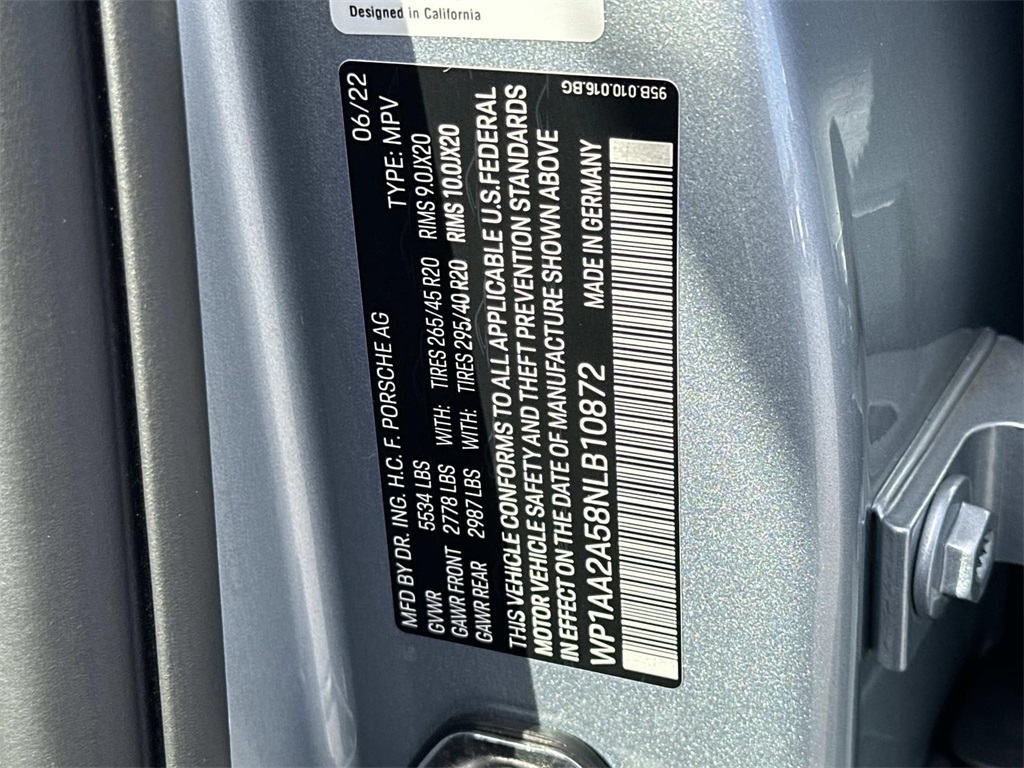 Designed in California
95B.010.016.BG
MFD BY DR. ING. H.C. F. PORSCHE AG 06/22
TYPE: MPV
GVWR 5534 LBS
GAWR FRONT 2778 LBS WITH: TIRES 265/45 R20 RIMS 9.0JX20
GAWR REAR 2987 LBS WITH: TIRES 295/40 R20 RIMS 10.0JX20
THIS VEHICLE CONFORMS TO ALL APPLICABLE U.S.FEDERAL
MOTOR VEHICLE SAFETY AND THEFT PREVENTION STANDARDS
IN EFFECT ON THE DATE OF MANUFACTURE SHOWN ABOVE
WP1AA2A58NLB10872 MADE IN GERMANY